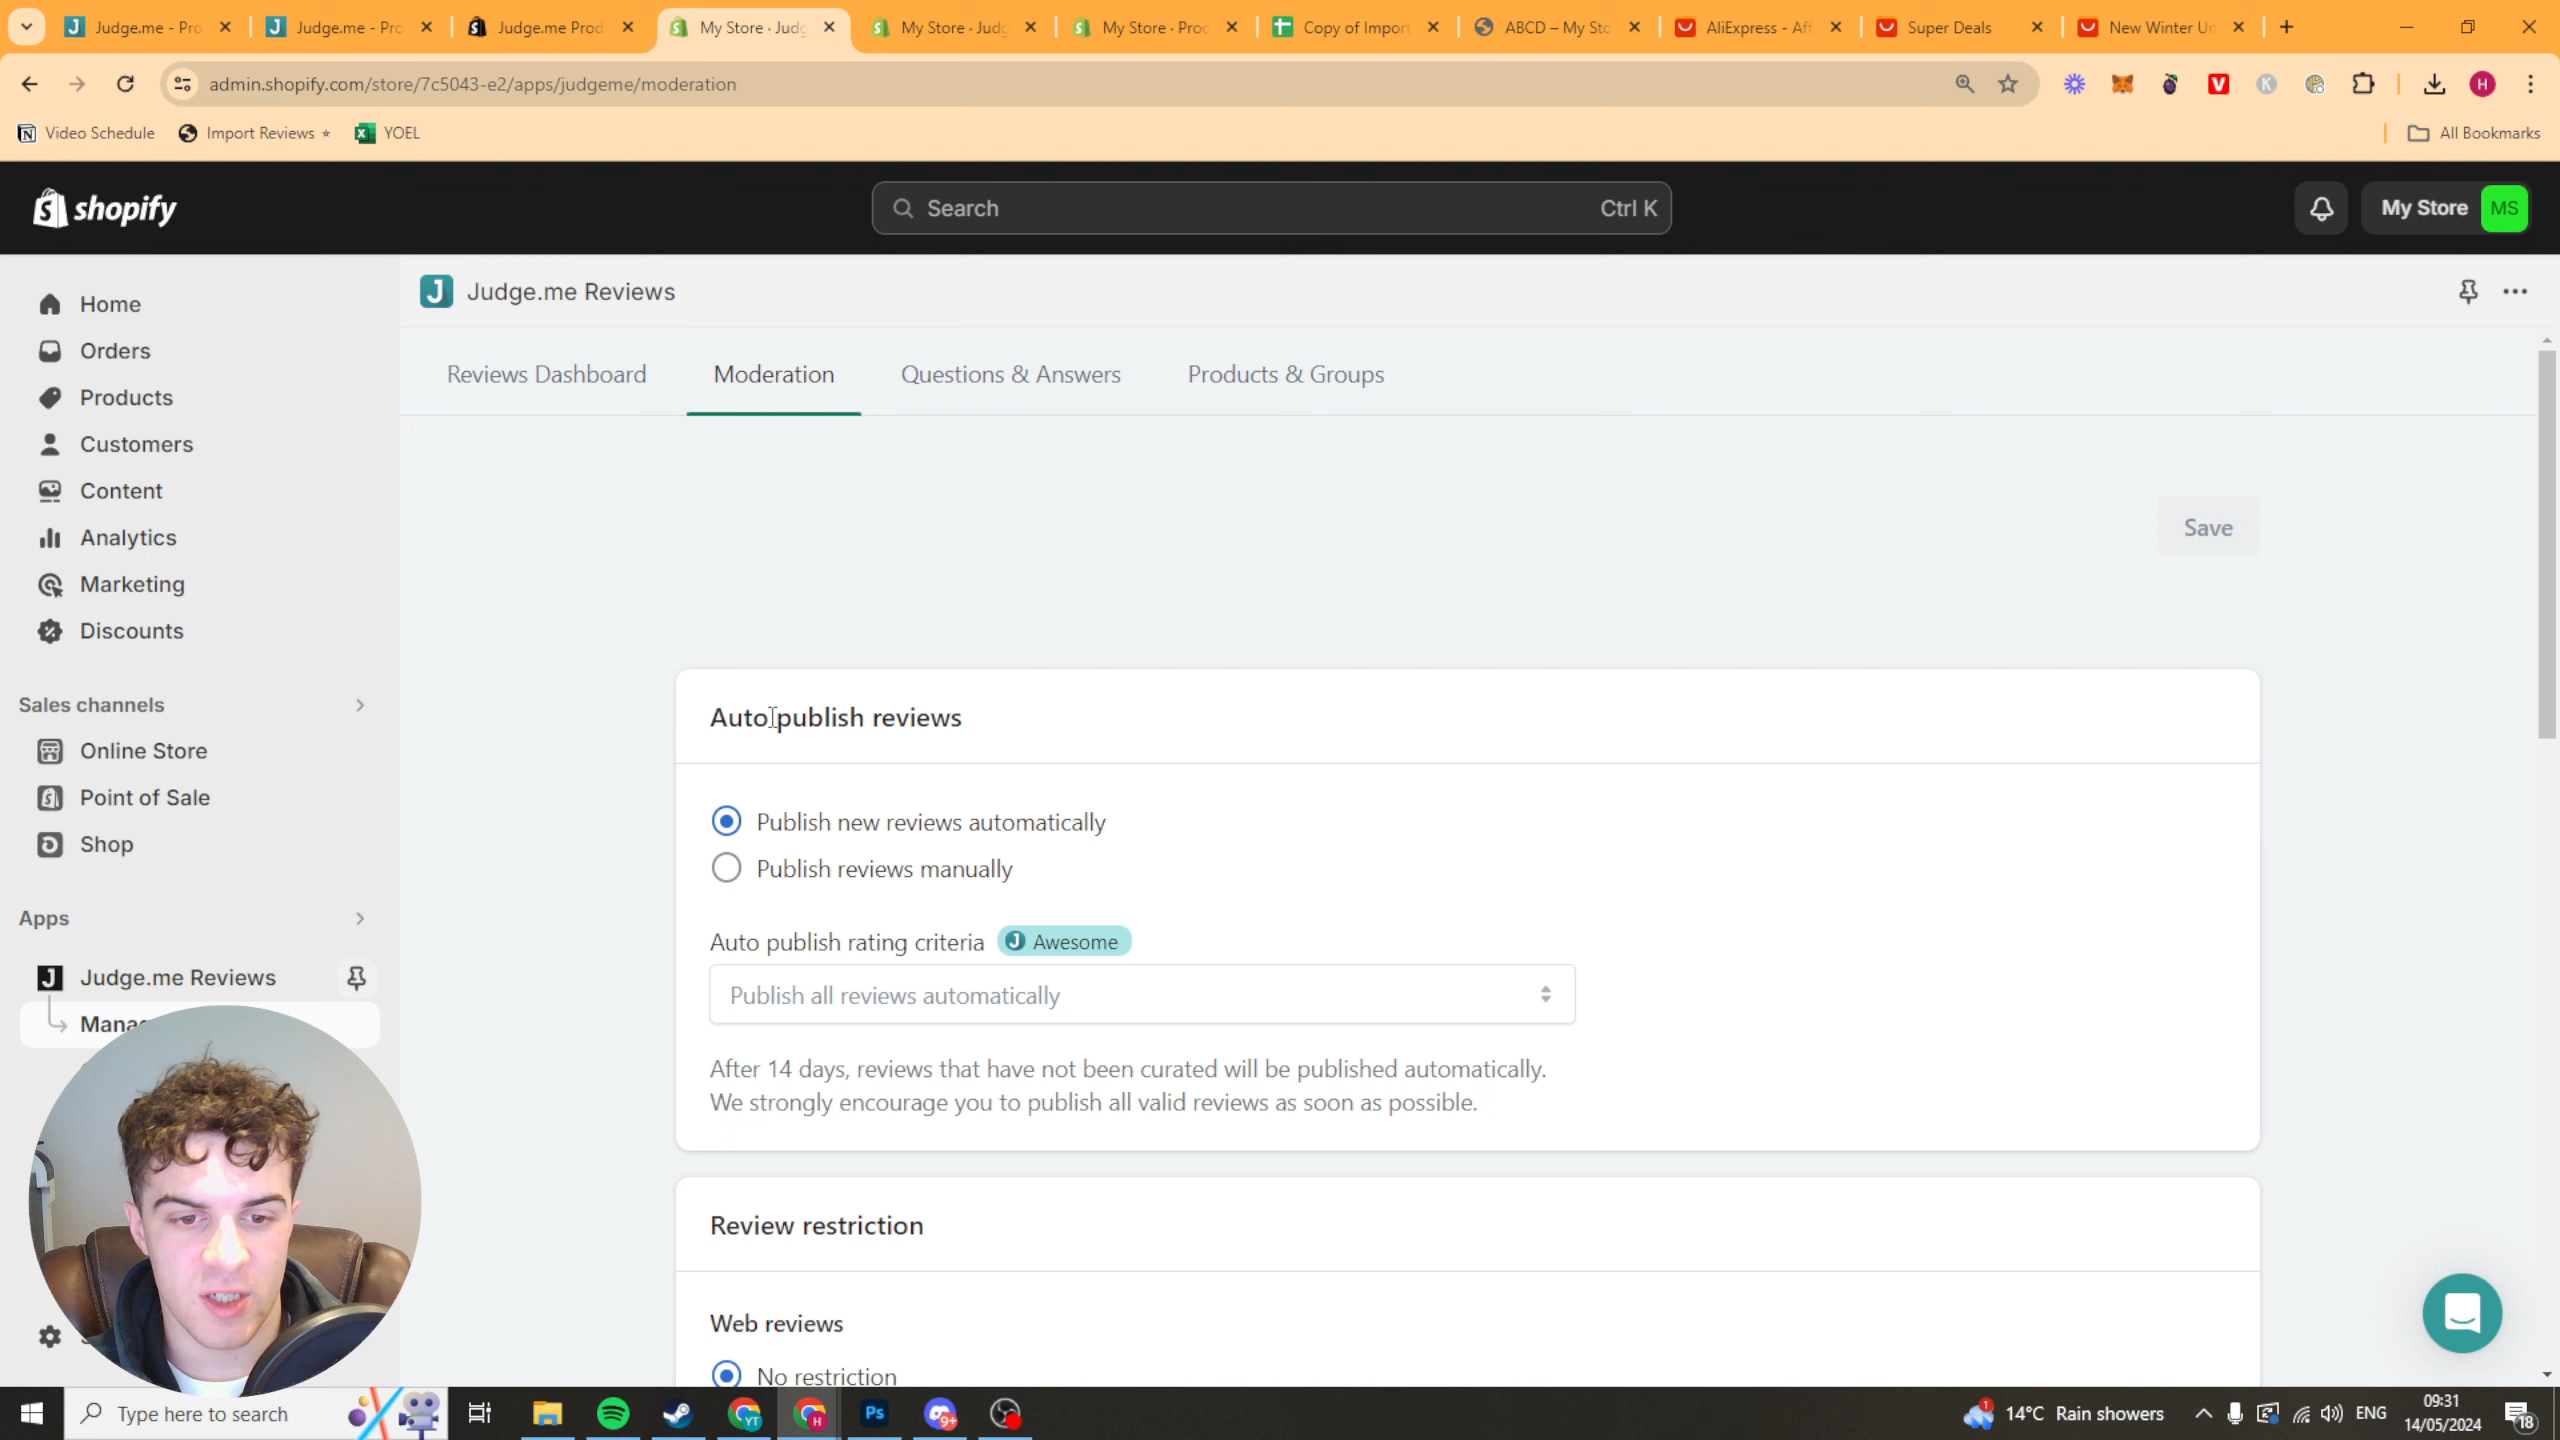 Judge.me - Pro
Judge.me - Pro
Judge.me Prod
My Store · Judg
My Store · Judg
My Store · Proc
Copy of Import
ABCD – My Sto
AliExpress - Aff
Super Deals
New Winter Un
admin.shopify.com/store/7c5043-e2/apps/judgeme/moderation
Video Schedule
Import Reviews
YOEL
All Bookmarks
shopify
Search
Ctrl K
My Store
MS
Judge.me Reviews
Home
Orders
Products
Customers
Content
Analytics
Marketing
Discounts
Sales channels
Online Store
Point of Sale
Shop
Apps
Judge.me Reviews
Reviews Dashboard
Moderation
Questions & Answers
Products & Groups
Save
Auto publish reviews
Publish new reviews automatically
Publish reviews manually
Auto publish rating criteria
Awesome
Publish all reviews automatically
After 14 days, reviews that have not been curated will be published automatically.
We strongly encourage you to publish all valid reviews as soon as possible.
Review restriction
Web reviews
No restriction
Type here to search
14°C Rain showers
ENG
09:31
14/05/2024
18